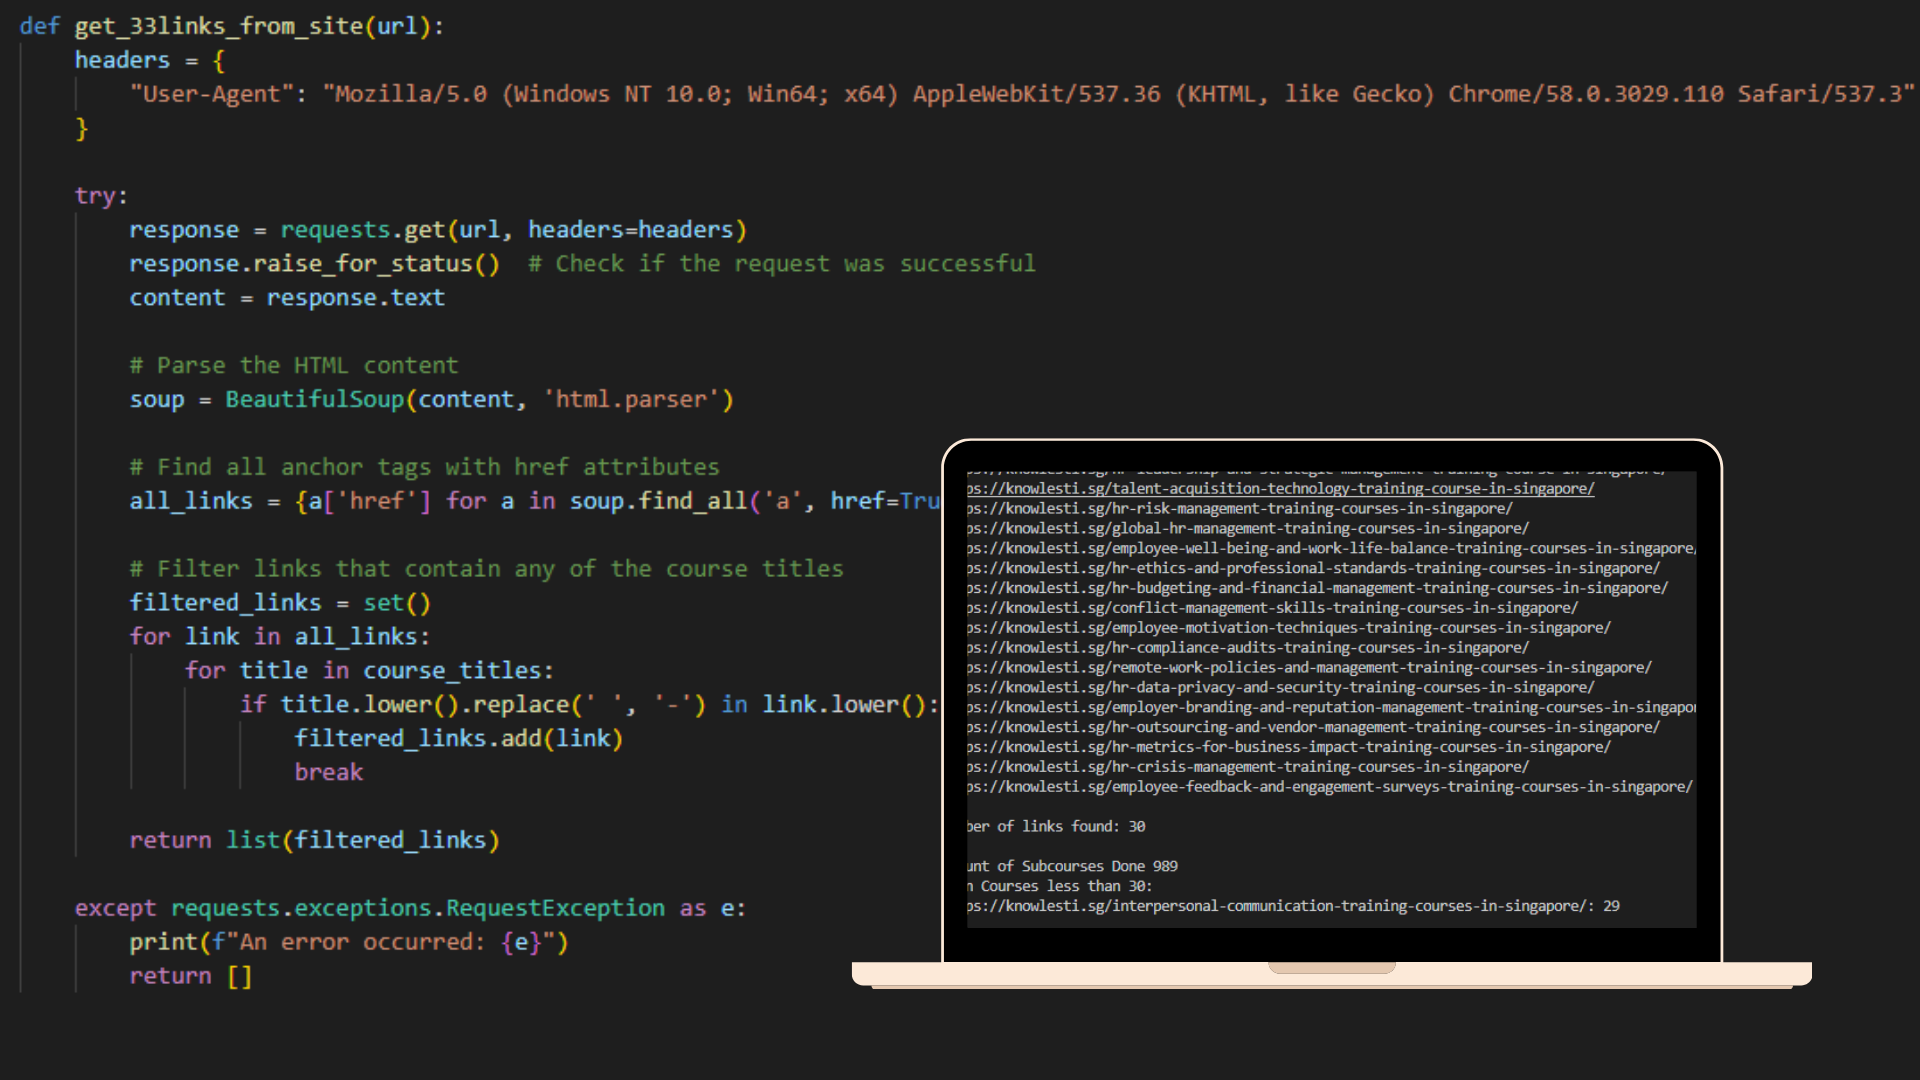 def get_33links_from_site(url):
headers = {
"User-Agent": "Mozilla/5.0 (Windows NT 10.0; Win64; x64) AppleWebKit/537.36 (KHTML, like Gecko) Chrome/58.0.3029.110 Safari/537.3"
}
try:
response = requests.get(url, headers=headers)
response.raise_for_status()  # Check if the request was successful
content = response.text
# Parse the HTML content
soup = BeautifulSoup(content, 'html.parser')
# Find all anchor tags with href attributes
all_links = {a['href'] for a in soup.find_all('a', href=Tru
# Filter links that contain any of the course titles
filtered_links = set()
for link in all_links:
for title in course_titles:
if title.lower().replace(' ', '-') in link.lower():
filtered_links.add(link)
break
return list(filtered_links)
except requests.exceptions.RequestException as e:
print(f"An error occurred: {e}")
return []
ps://knowlesti.sg/hr-leadership-and-strategic-management-training-course-in-singapore/
ps://knowlesti.sg/talent-acquisition-technology-training-course-in-singapore/
ps://knowlesti.sg/hr-risk-management-training-courses-in-singapore/
ps://knowlesti.sg/global-hr-management-training-courses-in-singapore/
ps://knowlesti.sg/employee-well-being-and-work-life-balance-training-courses-in-singapore/
ps://knowlesti.sg/hr-ethics-and-professional-standards-training-courses-in-singapore/
ps://knowlesti.sg/hr-budgeting-and-financial-management-training-courses-in-singapore/
ps://knowlesti.sg/conflict-management-skills-training-courses-in-singapore/
ps://knowlesti.sg/employee-motivation-techniques-training-courses-in-singapore/
ps://knowlesti.sg/hr-compliance-audits-training-courses-in-singapore/
ps://knowlesti.sg/remote-work-policies-and-management-training-courses-in-singapore/
ps://knowlesti.sg/hr-data-privacy-and-security-training-courses-in-singapore/
ps://knowlesti.sg/employer-branding-and-reputation-management-training-courses-in-singapor
ps://knowlesti.sg/hr-outsourcing-and-vendor-management-training-courses-in-singapore/
ps://knowlesti.sg/hr-metrics-for-business-impact-training-courses-in-singapore/
ps://knowlesti.sg/hr-crisis-management-training-courses-in-singapore/
ps://knowlesti.sg/employee-feedback-and-engagement-surveys-training-courses-in-singapore/
ber of links found: 30
unt of Subcourses Done 989
n Courses less than 30:
ps://knowlesti.sg/interpersonal-communication-training-courses-in-singapore/: 29